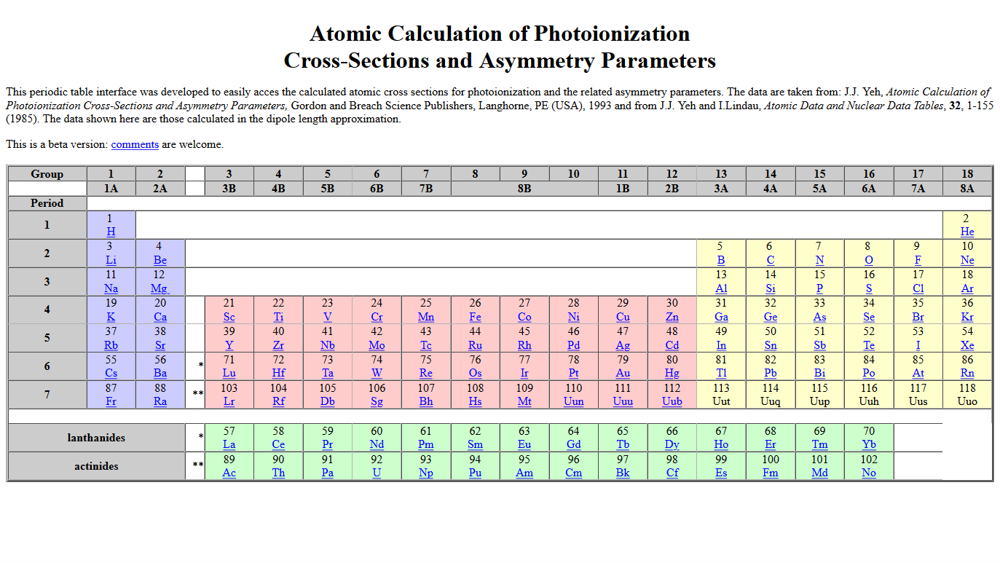 Atomic Calculation of Photoionization
Cross-Sections and Asymmetry Parameters
This periodic table interface was developed to easily acces the calculated atomic cross sections for photoionization and the related asymmetry parameters. The data are taken from: J.J. Yeh, Atomic Calculation of
Photoionization Cross-Sections and Asymmetry Parameters, Gordon and Breach Science Publishers, Langhorne, PE (USA), 1993 and from J.J. Yeh and I.Lindau, Atomic Data and Nuclear Data Tables, 32, 1-155
(1985). The data shown here are those calculated in the dipole length approximation.
This is a beta version: comments are welcome.
Group 1 2 3 4 5 6 7 8 9 10 11 12 13 14 15 16 17 18
1A 2A 3B 4B 5B 6B 7B 8B 1B 2B 3A 4A 5A 6A 7A 8A
Period
1 2
1
H He
3 4 5 6 7 8 9 10
2
Li Be B C N O F Ne
11 12 13 14 15 16 17 18
3
Na Mg Al Si P S Cl Ar
19 20 21 22 23 24 25 26 27 28 29 30 31 32 33 34 35 36
4
K Ca Sc Ti V Cr Mn Fe Co Ni Cu Zn Ga Ge As Se Br Kr
37 38 39 40 41 42 43 44 45 46 47 48 49 50 51 52 53 54
5
Rb Sr Y Zr Nb Mo Tc Ru Rh Pd Ag Cd In Sn Sb Te I Xe
55 56 71 72 73 74 75 76 77 78 79 80 81 82 83 84 85 86
6 *
Cs Ba Lu Hf Ta W Re Os Ir Pt Au Hg Tl Pb Bi Po At Rn
87 88 103 104 105 106 107 108 109 110 111 112 113 114 115 116 117 118
7 **
Fr Ra Lr Rf Db Sg Bh Hs Mt Uun Uuu Uub Uut Uuq Uup Uuh Uus Uuo
57 58 59 60 61 62 63 64 65 66 67 68 69 70
lanthanides *
La Ce Pr Nd Pm Sm Eu Gd Tb Dy Ho Er Tm Yb
89 90 91 92 93 94 95 96 97 98 99 100 101 102
actinides **
Ac Th Pa U Np Pu Am Cm Bk Cf Es Fm Md No